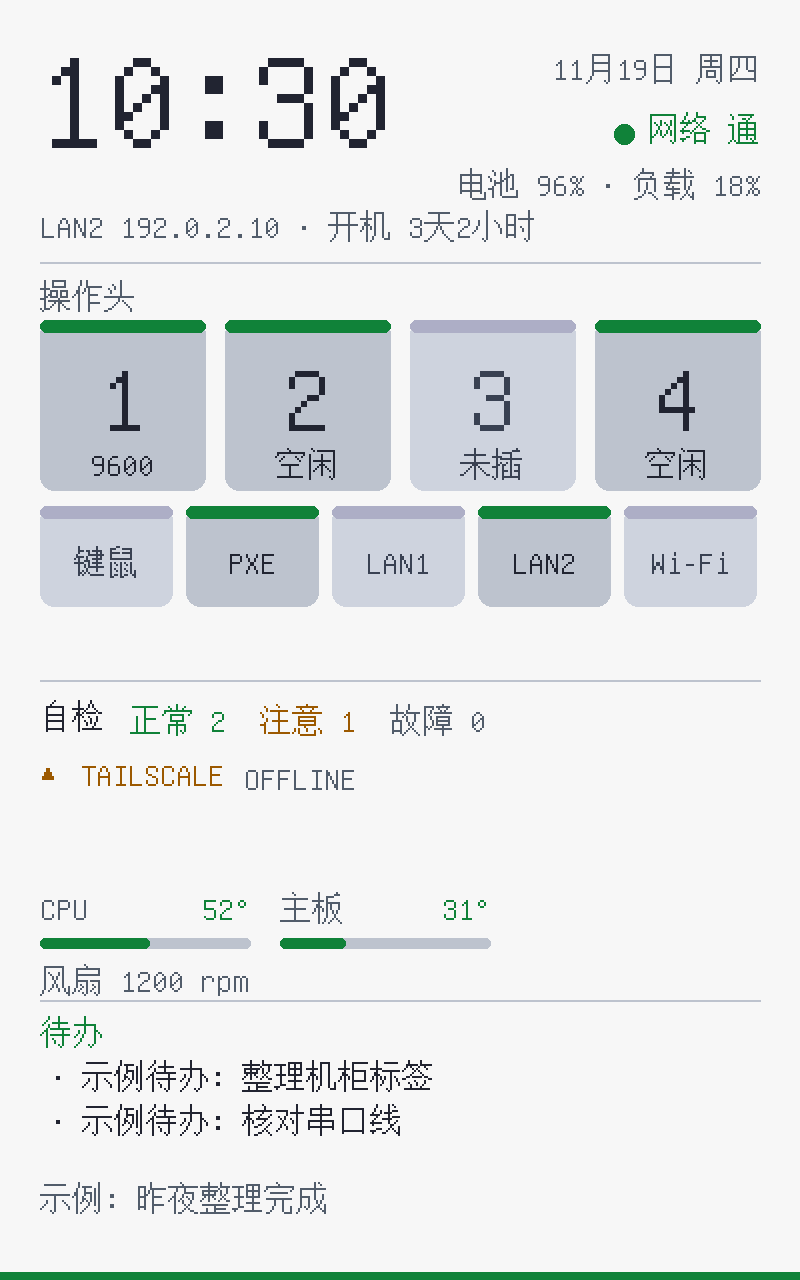 10:30
11月19日 周四
网络 通
电池 96% · 负载 18%
LAN2 192.0.2.10 · 开机 3天2小时
操作头
1 2 3 4
9600 空闲 未插 空闲
键鼠 PXE LAN1 LAN2 Wi-Fi
自检 正常 2 注意 1 故障 0
TAILSCALE OFFLINE
CPU 52° 主板 31°
风扇 1200 rpm
待办
· 示例待办: 整理机柜标签
· 示例待办: 核对串口线
示例: 昨夜整理完成